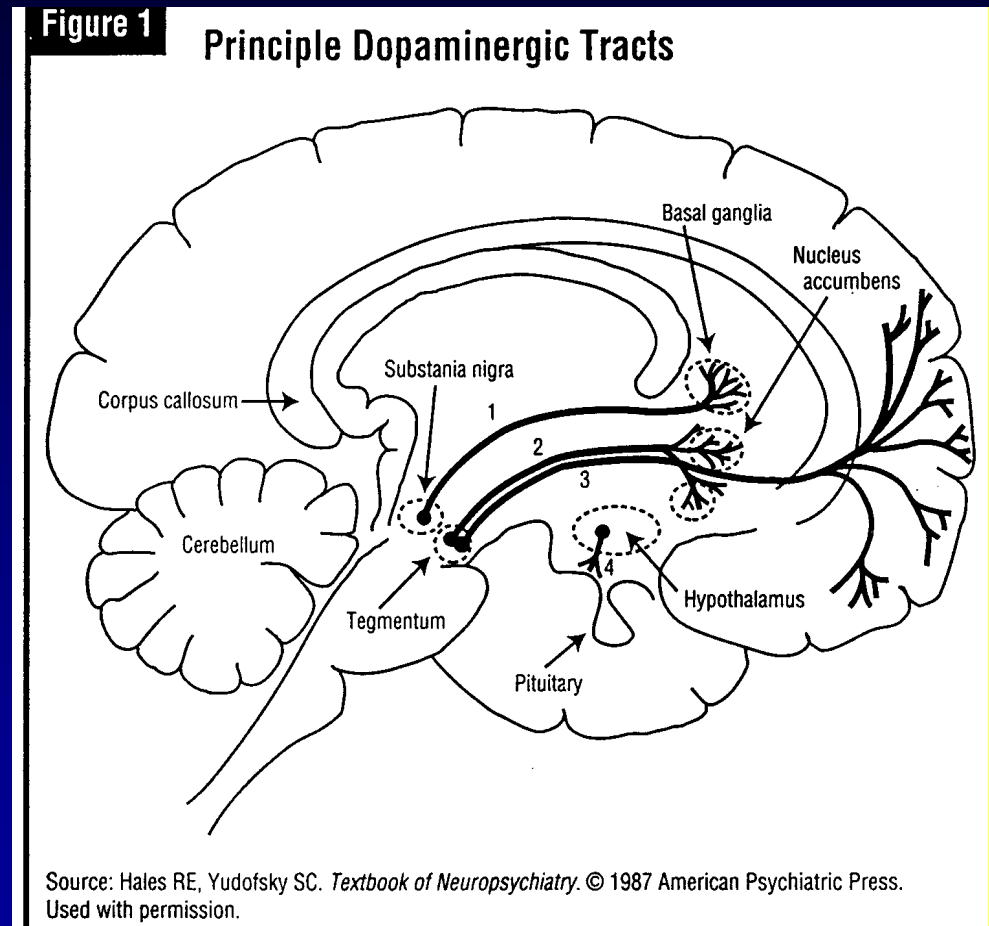 Figure 1
Principle Dopaminergic Tracts
Basal ganglia
Nucleus
accumbens
Substania nigra
Corpus callosum
1
2
3
Cerebellum
4
Tegmentum
Hypothalamus
Pituitary
Source: Hales RE, Yudofsky SC. Textbook of Neuropsychiatry. © 1987 American Psychiatric Press.
Used with permission.